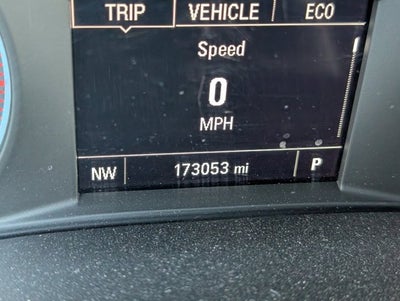 TRIP VEHICLE ECO
Speed
0
MPH
NW 173053 mi P